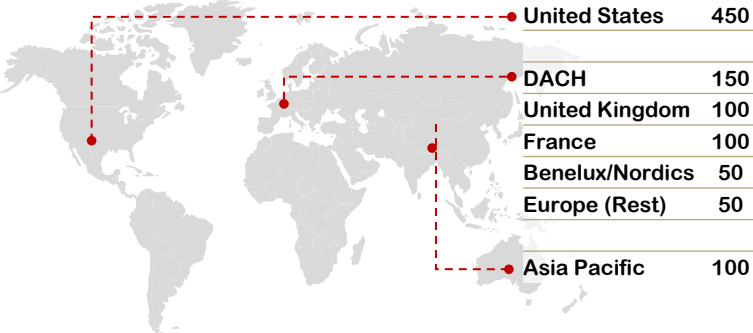 United States 450
DACH 150
United Kingdom 100
France 100
Benelux/Nordics 50
Europe (Rest) 50
Asia Pacific 100